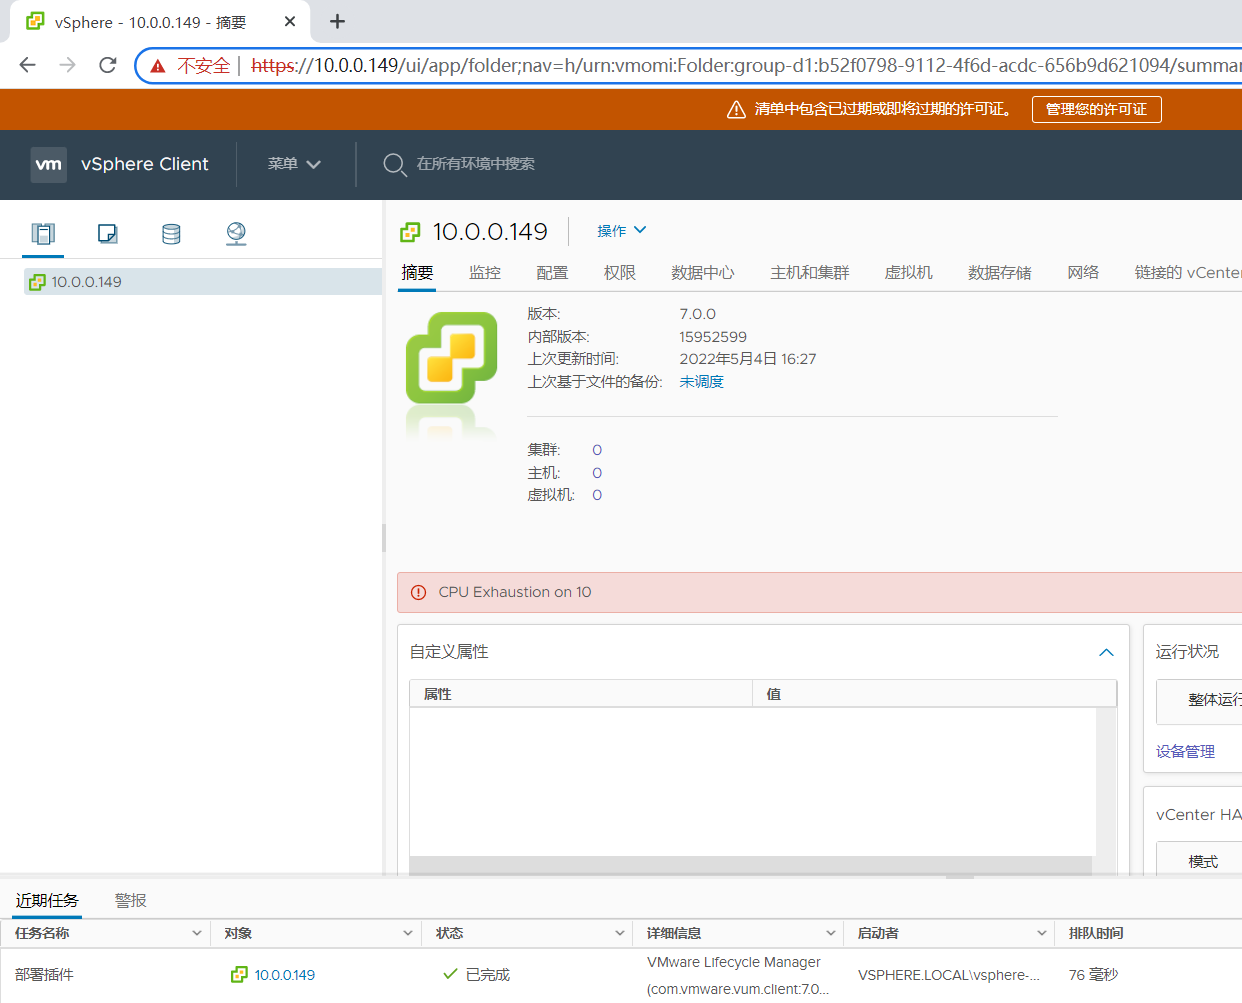 vSphere - 10.0.0.149 - 摘要
不安全 | https://10.0.0.149/ui/app/folder;nav=h/urn:vmomi:Folder:group-d1:b52f0798-9112-4f6d-acdc-656b9d621094/summar
清单中包含已过期或即将过期的许可证。 管理您的许可证
vm vSphere Client 菜单 在所有环境中搜索
10.0.0.149 操作
摘要 监控 配置 权限 数据中心 主机和集群 虚拟机 数据存储 网络 链接的 vCenter
10.0.0.149
版本: 7.0.0
内部版本: 15952599
上次更新时间: 2022年5月4日 16:27
上次基于文件的备份: 未调度
集群: 0
主机: 0
虚拟机: 0
CPU Exhaustion on 10
自定义属性
属性 值
运行状况
整体运行
设备管理
vCenter HA
模式
近期任务 警报
任务名称 对象 状态 详细信息 启动者 排队时间
部署插件 10.0.0.149 已完成 VMware Lifecycle Manager VSPHERE.LOCAL\vsphere-... 76 毫秒
(com.vmware.vum.client:7.0...